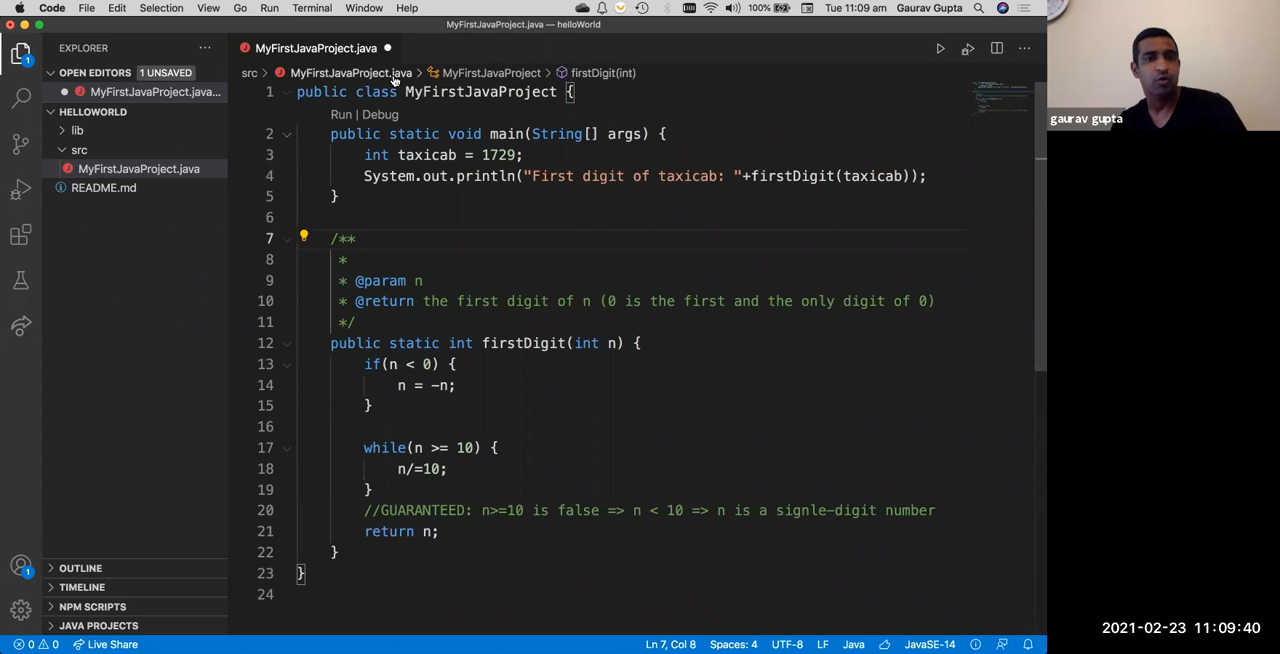 Code File Edit Selection View Go Run Terminal Window Help 100% Tue 11:09 am Gaurav Gupta
MyFirstJavaProject.java — helloWorld
EXPLORER
MyFirstJavaProject.java
OPEN EDITORS 1 UNSAVED
src > MyFirstJavaProject.java > MyFirstJavaProject > firstDigit(int)
MyFirstJavaProject.java...
HELLOWORLD
lib
src
MyFirstJavaProject.java
README.md
1 public class MyFirstJavaProject {
Run | Debug
2 public static void main(String[] args) {
3 int taxicab = 1729;
4 System.out.println("First digit of taxicab: "+firstDigit(taxicab));
5 }
6
7 /**
8 *
9 * @param n
10 * @return the first digit of n (0 is the first and the only digit of 0)
11 */
12 public static int firstDigit(int n) {
13 if(n < 0) {
14 n = -n;
15 }
16
17 while(n >= 10) {
18 n/=10;
19 }
20 //GUARANTEED: n>=10 is false => n < 10 => n is a signle-digit number
21 return n;
22 }
23 }
24
1
1
OUTLINE
TIMELINE
NPM SCRIPTS
JAVA PROJECTS
0 0 Live Share Ln 7, Col 8 Spaces: 4 UTF-8 LF Java JavaSE-14
gaurav gupta
2021-02-23 11:09:40